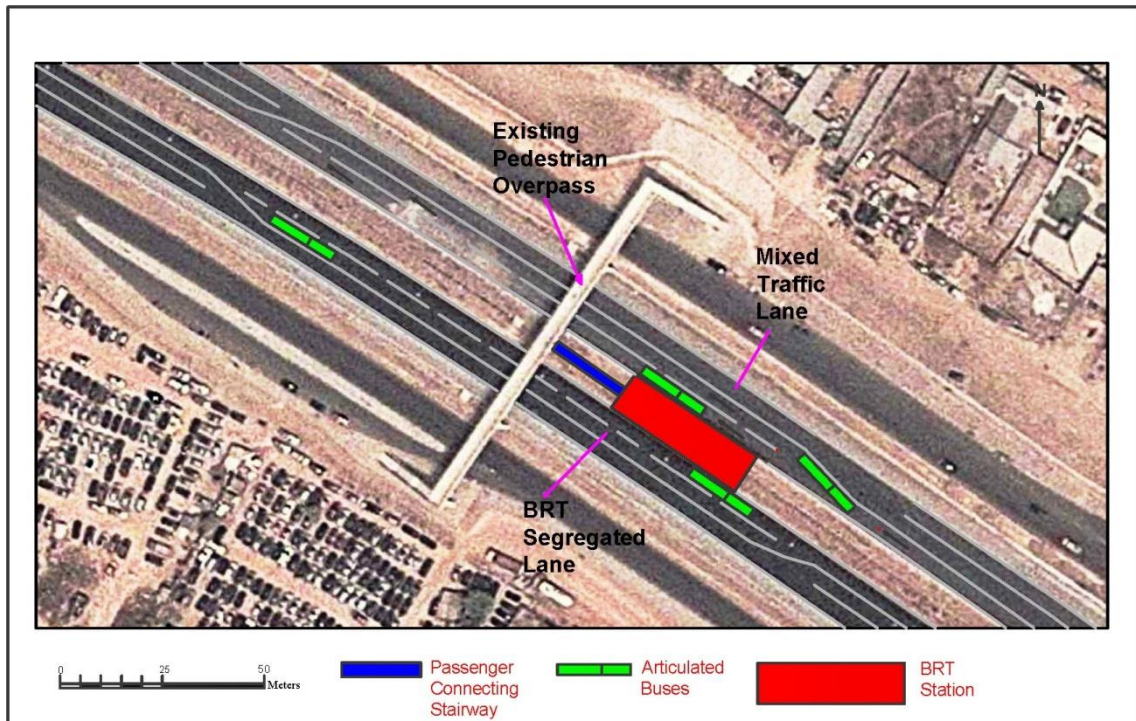 N
Existing
Pedestrian
Overpass
Mixed
Traffic
Lane
BRT
Segregated
Lane
0 25 50
Meters
Passenger
Connecting
Stairway
Articulated
Buses
BRT
Station